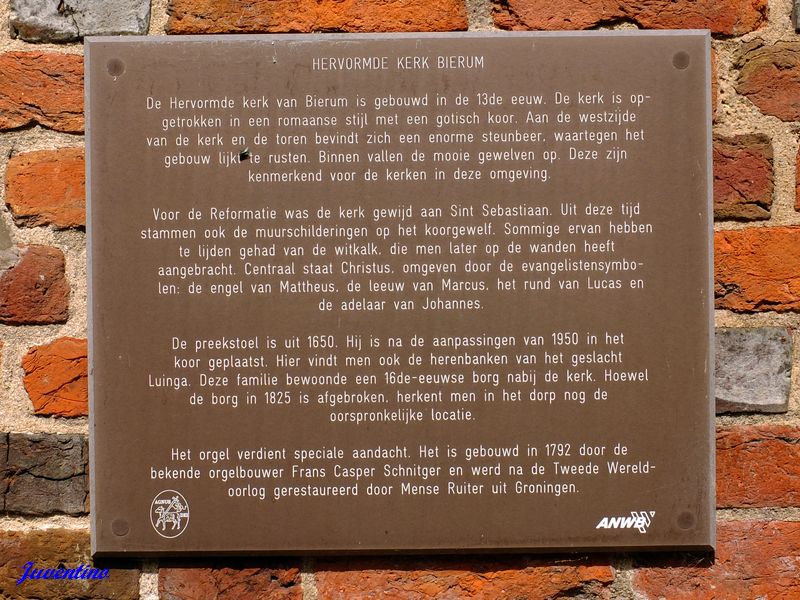 HERVORMDE KERK BIERUM
De Hervormde kerk van Bierum is gebouwd in de 13de eeuw. De kerk is op-
getrokken in een romaanse stijl met een gotisch koor. Aan de westzijde
van de kerk en de toren bevindt zich een enorme steunbeer, waartegen het
gebouw lijkt te rusten. Binnen vallen de mooie gewelven op. Deze zijn
kenmerkend voor de kerken in deze omgeving.
Voor de Reformatie was de kerk gewijd aan Sint Sebastiaan. Uit deze tijd
stammen ook de muurschilderingen op het koorgewelf. Sommige ervan hebben
te lijden gehad van de witkalk, die men later op de wanden heeft
aangebracht. Centraal staat Christus, omgeven door de evangelistensymbo-
len: de engel van Mattheus, de leeuw van Marcus, het rund van Lucas en
de adelaar van Johannes.
De preekstoel is uit 1650. Hij is na de aanpassingen van 1950 in het
koor geplaatst. Hier vindt men ook de herenbanken van het geslacht
Luinga. Deze familie bewoonde een 16de-eeuwse borg nabij de kerk. Hoewel
de borg in 1825 is afgebroken, herkent men in het dorp nog de
oorspronkelijke locatie.
Het orgel verdient speciale aandacht. Het is gebouwd in 1792 door de
bekende orgelbouwer Frans Casper Schnitger en werd na de Tweede Wereld-
oorlog gerestaureerd door Mense Ruiter uit Groningen.
AGNUS
DEI
ANWB
Juventino